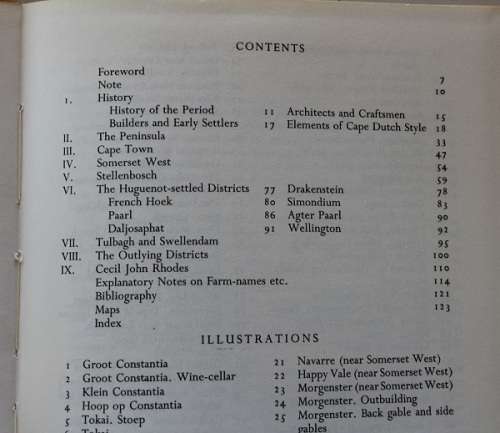 CONTENTS
Foreword 7
Note 10
I. History
History of the Period 11 Architects and Craftsmen 15
Builders and Early Settlers 17 Elements of Cape Dutch Style 18
II. The Peninsula 33
III. Cape Town 47
IV. Somerset West 54
V. Stellenbosch 59
VI. The Huguenot-settled Districts 77 Drakenstein 78
French Hoek 80 Simondium 83
Paarl 86 Agter Paarl 90
Daljosaphat 91 Wellington 92
VII. Tulbagh and Swellendam 95
VIII. The Outlying Districts 100
IX. Cecil John Rhodes 110
Explanatory Notes on Farm-names etc. 114
Bibliography 121
Maps 123
Index
ILLUSTRATIONS
1 Groot Constantia
2 Groot Constantia. Wine-cellar
3 Klein Constantia
4 Hoop op Constantia
5 Tokai. Stoep
21 Navarre (near Somerset West)
22 Happy Vale (near Somerset West)
23 Morgenster (near Somerset West)
24 Morgenster. Outbuilding
25 Morgenster. Back gable and side
gables